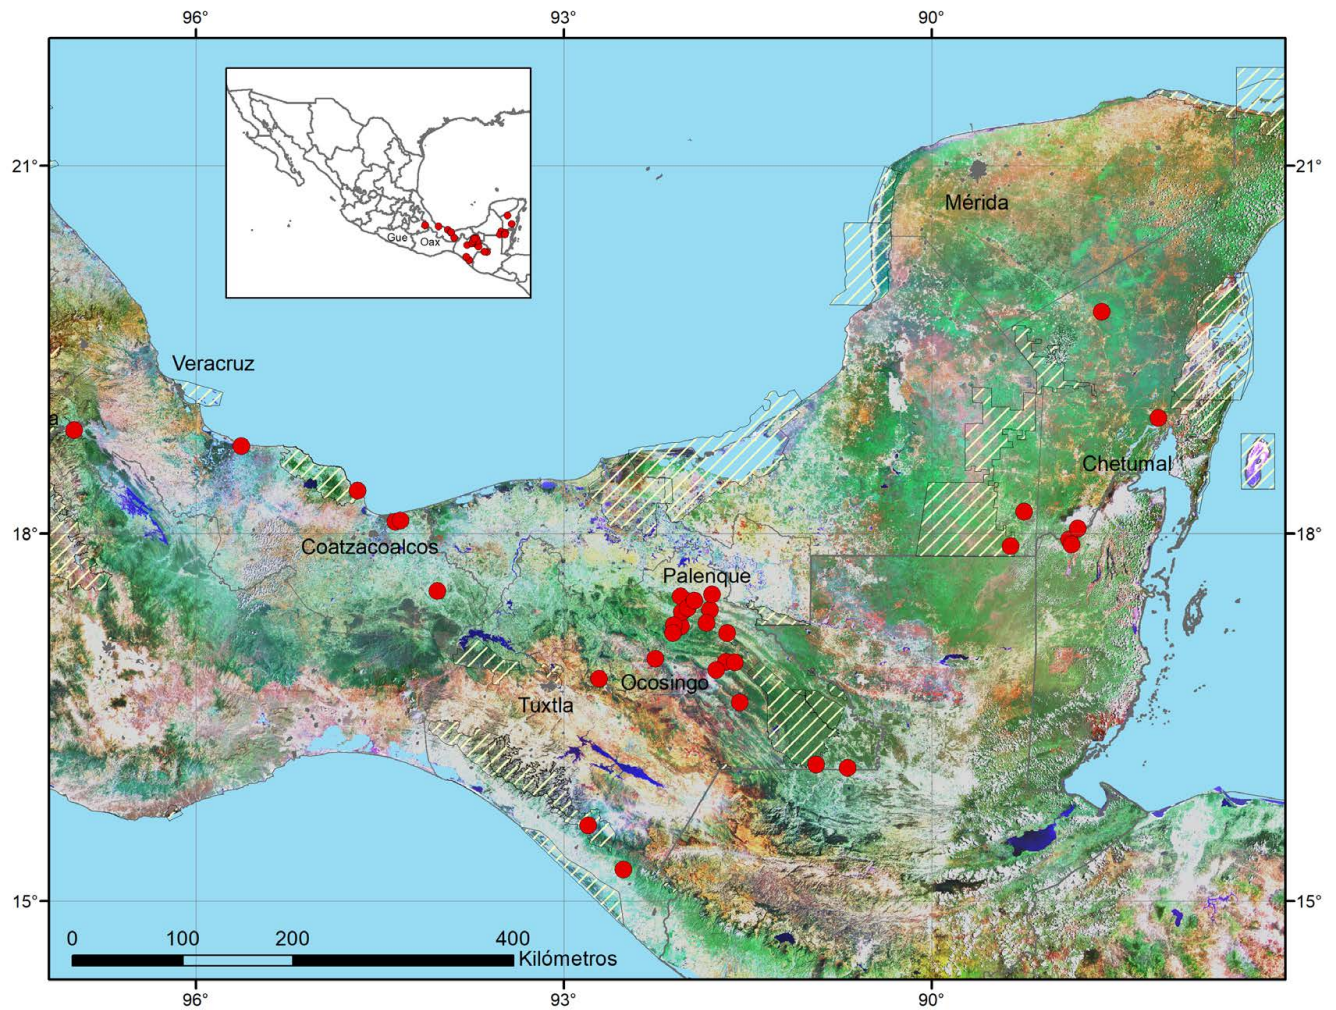 96°
93°
90°
21°
21°
Mérida
Gue
Oax
Veracruz
a
Chetumal
18°
18°
Coatzacoalcos
Palenque
Ocosingo
Tuxtla
15°
15°
0
100
200
400
Kilómetros
96°
93°
90°